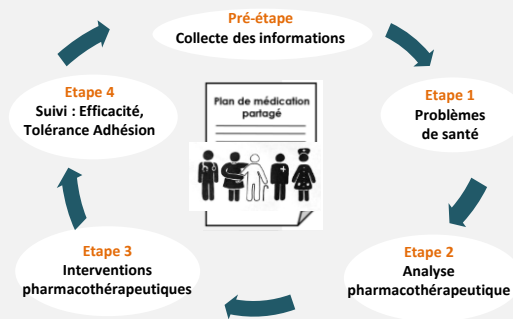 Pré-étape
Collecte des informations
Etape 1
Problèmes
de santé
Etape 2
Analyse
pharmacothérapeutique
Etape 3
Interventions
pharmacothérapeutiques
Etape 4
Suivi : Efficacité,
Tolérance Adhésion
Plan de médication
partagé